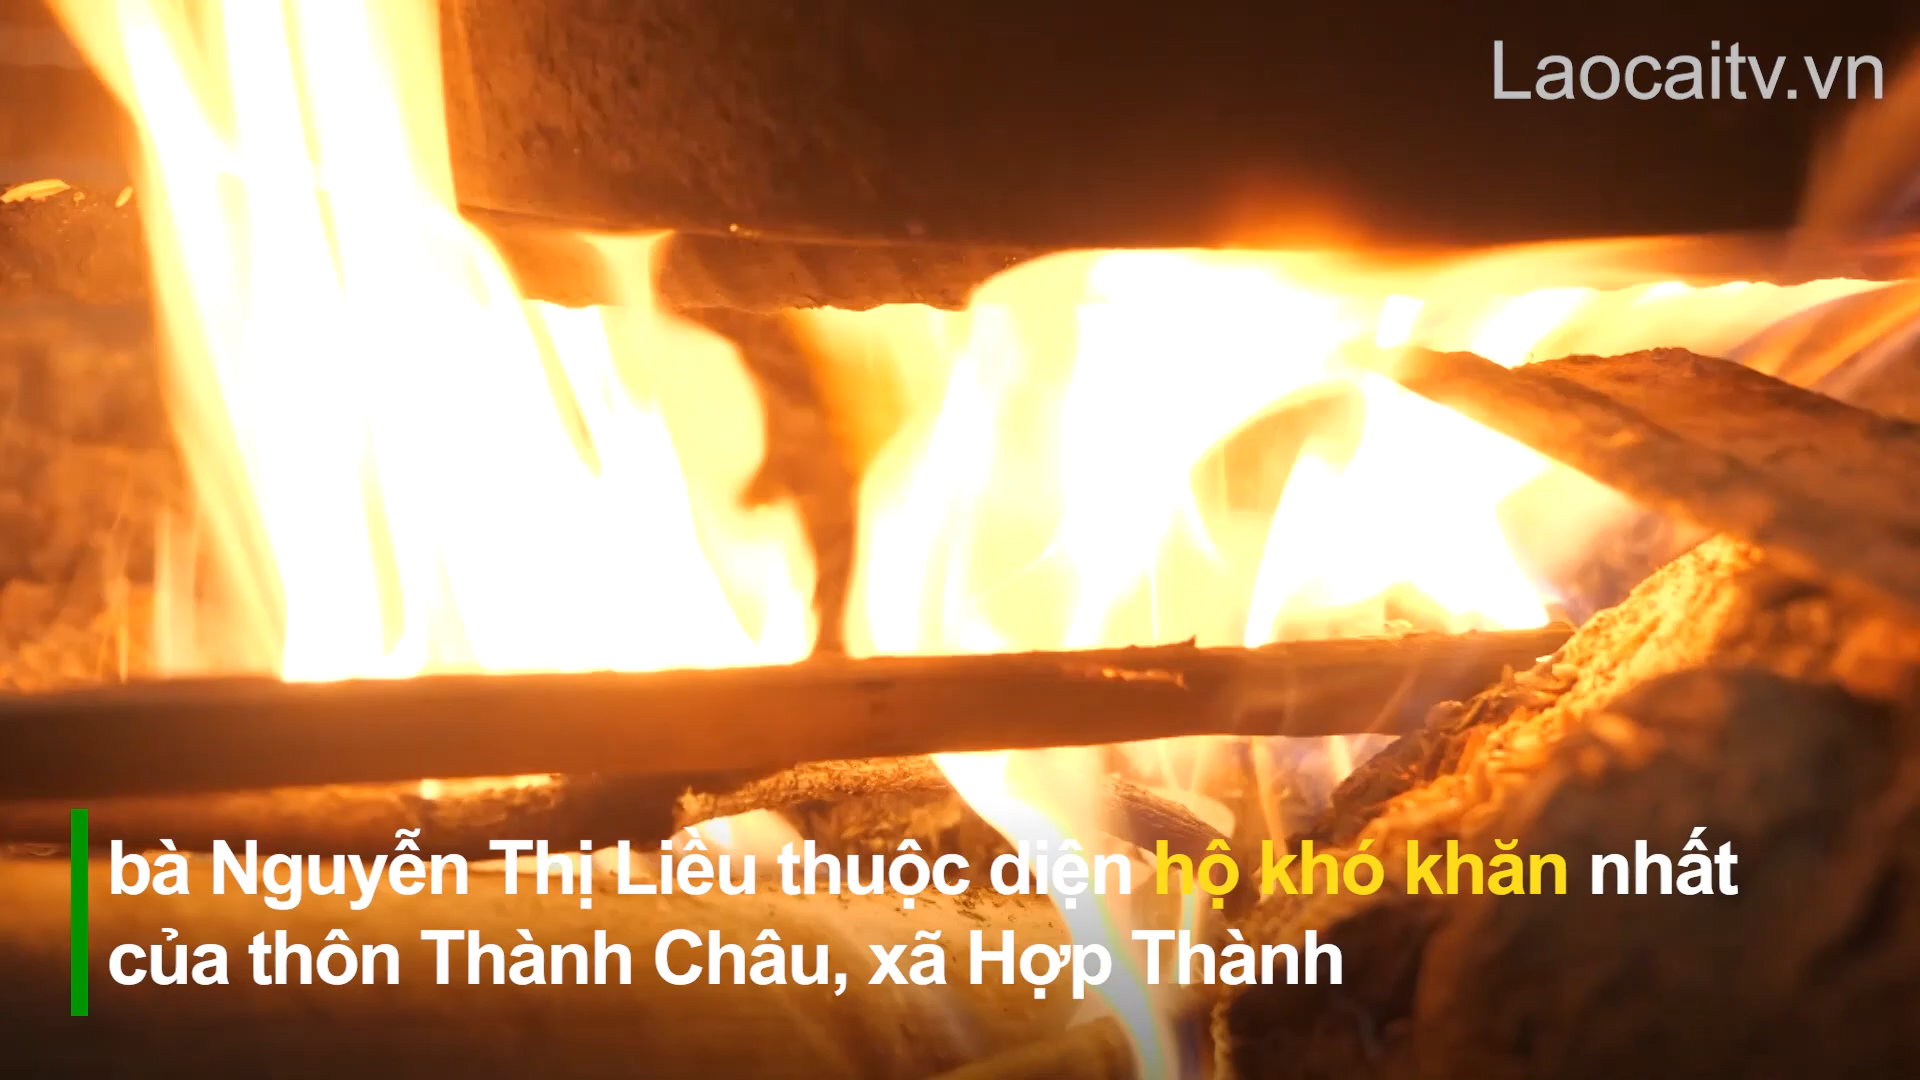 Laocaitv.vn
bà Nguyễn Thị Liều thuộc diện hộ khó khăn nhất
của thôn Thành Châu, xã Hợp Thành